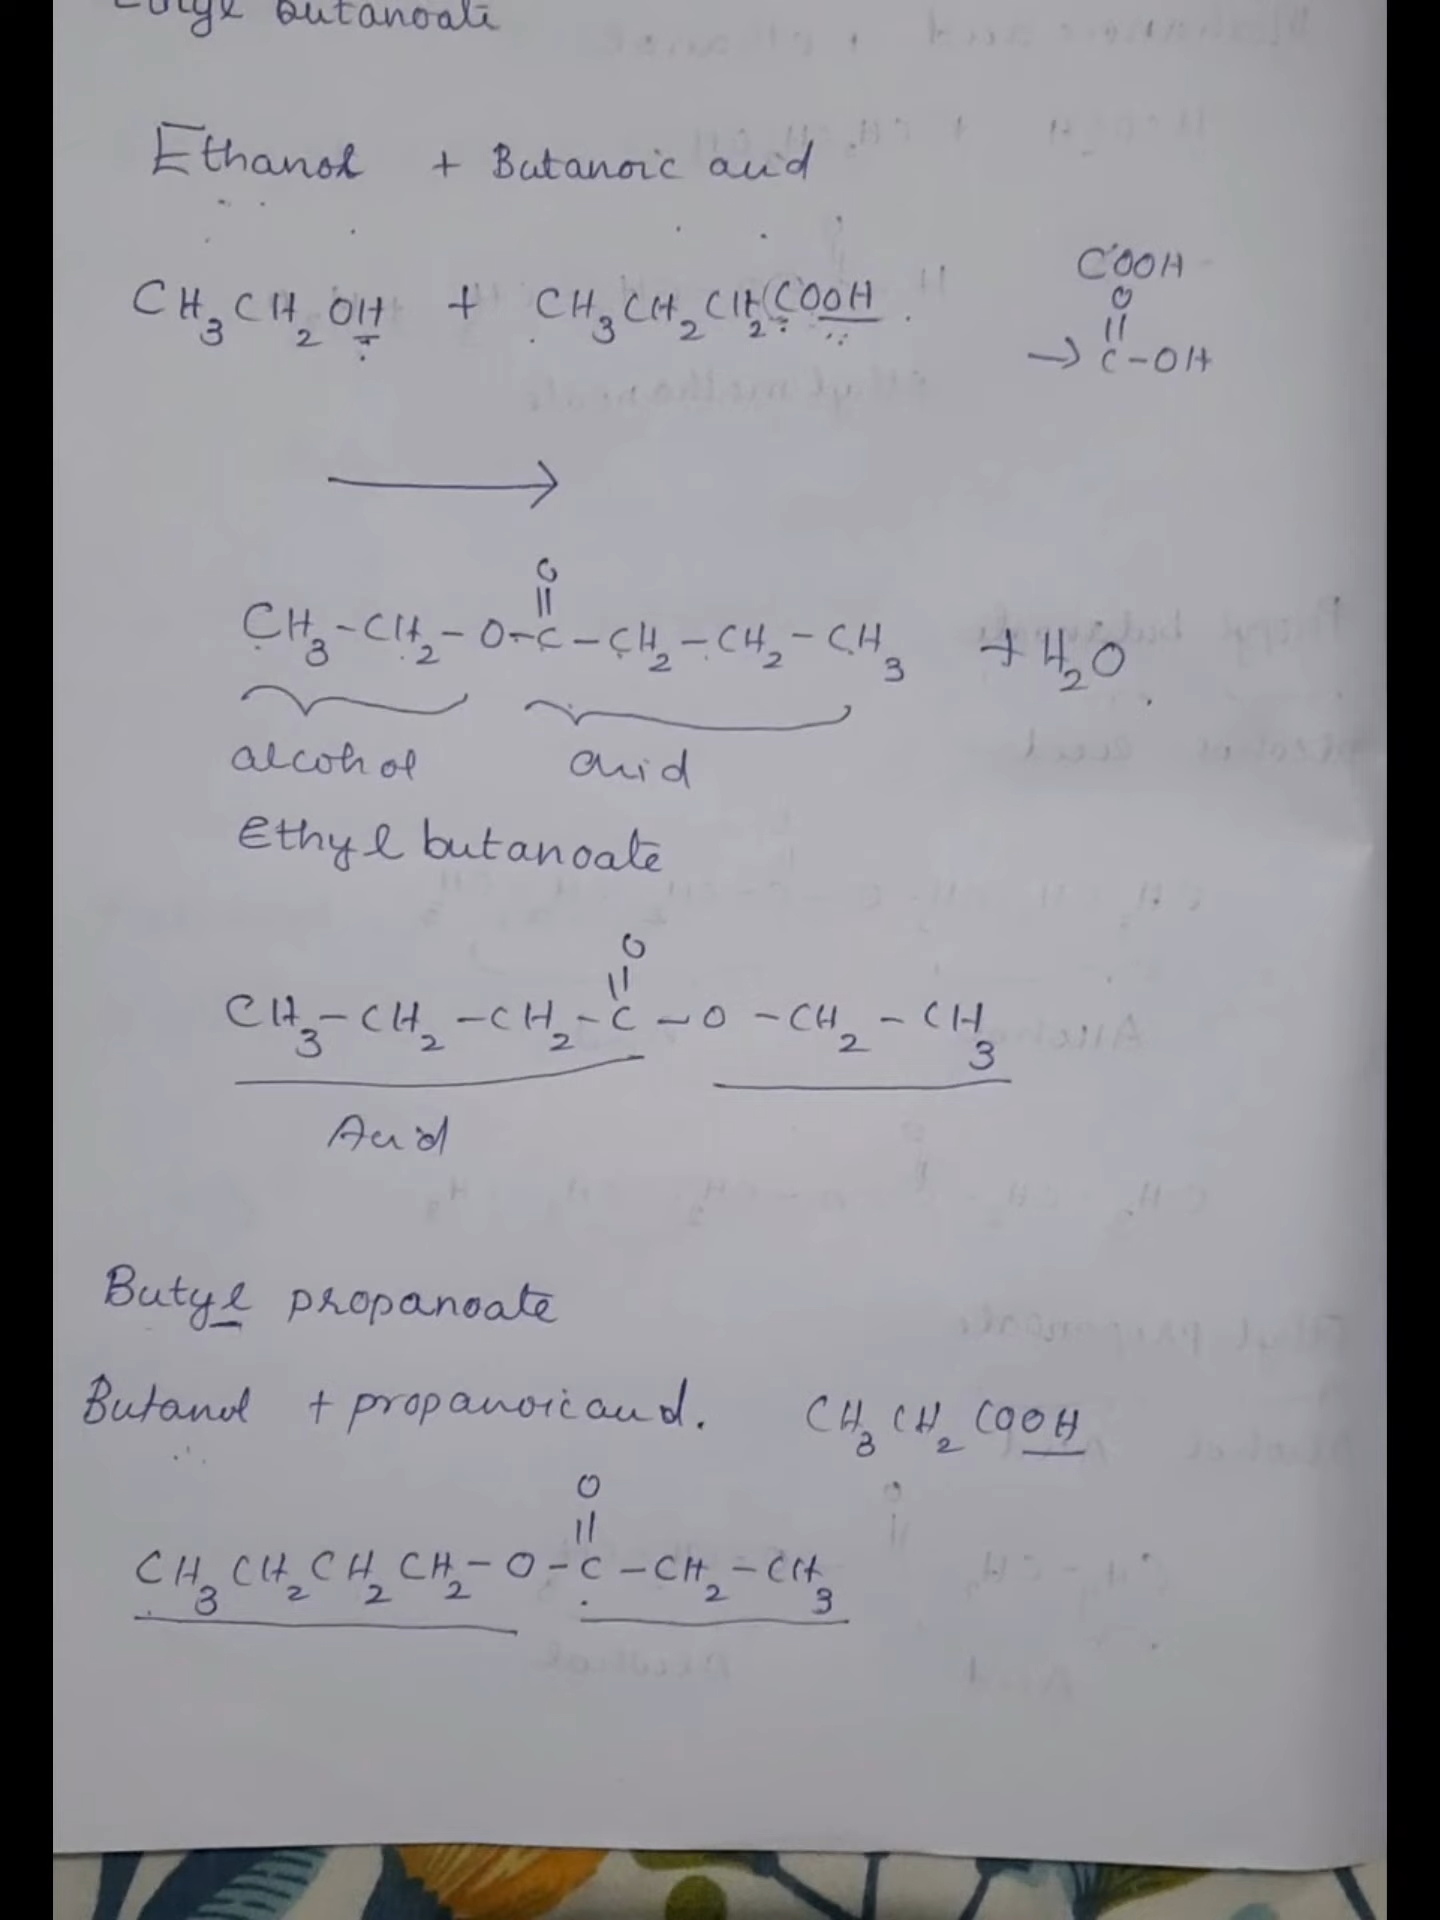 butanoate
Ethanol + Butanoic acid
CH₃CH₂OH + CH₃CH₂CH₂COOH.
COOH
O
||
→ C-OH
→
O
||
CH₃-CH₂-O-C-CH₂-CH₂-CH₃ + H₂O
alcohol acid
Ethyl butanoate
O
||
CH₃-CH₂-CH₂-C-O-CH₂-CH₃
Acid
Butyl propanoate
Butanol + propanoic acid. CH₃CH₂COOH
O
||
CH₃CH₂CH₂CH₂-O-C-CH₂-CH₃